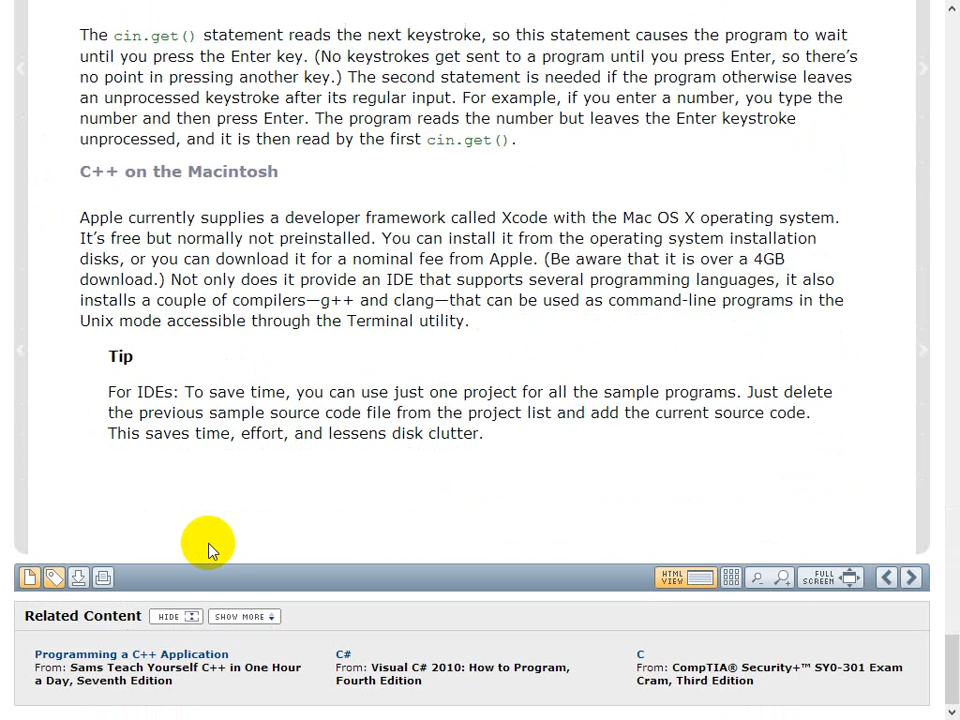 The cin.get() statement reads the next keystroke, so this statement causes the program to wait
until you press the Enter key. (No keystrokes get sent to a program until you press Enter, so there's
no point in pressing another key.) The second statement is needed if the program otherwise leaves
an unprocessed keystroke after its regular input. For example, if you enter a number, you type the
number and then press Enter. The program reads the number but leaves the Enter keystroke
unprocessed, and it is then read by the first cin.get().
C++ on the Macintosh
Apple currently supplies a developer framework called Xcode with the Mac OS X operating system.
It's free but normally not preinstalled. You can install it from the operating system installation
disks, or you can download it for a nominal fee from Apple. (Be aware that it is over a 4GB
download.) Not only does it provide an IDE that supports several programming languages, it also
installs a couple of compilers—g++ and clang—that can be used as command-line programs in the
Unix mode accessible through the Terminal utility.
Tip
For IDEs: To save time, you can use just one project for all the sample programs. Just delete
the previous sample source code file from the project list and add the current source code.
This saves time, effort, and lessens disk clutter.
HTML
VIEW
FULL
SCREEN
Related Content HIDE SHOW MORE
Programming a C++ Application
From: Sams Teach Yourself C++ in One Hour
a Day, Seventh Edition
C#
From: Visual C# 2010: How to Program,
Fourth Edition
C
From: CompTIA® Security+™ SY0-301 Exam
Cram, Third Edition